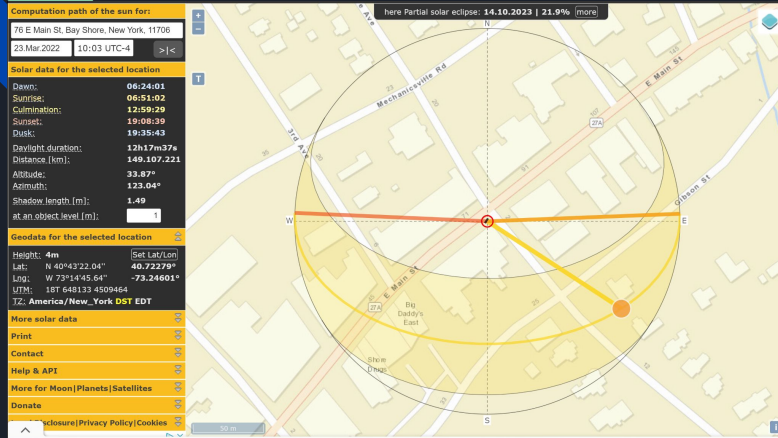 Computation path of the sun for:
76 E Main St, Bay Shore, New York, 11706
23.Mar.2022 10:03 UTC-4 >|<
Solar data for the selected location
Dawn: 06:24:01
Sunrise: 06:51:02
Culmination: 12:59:29
Sunset: 19:08:39
Dusk: 19:35:43
Daylight duration: 12h17m37s
Distance [km]: 149.107.221
Altitude: 33.87°
Azimuth: 123.04°
Shadow length [m]: 1.49
at an object level [m]: 1
Geodata for the selected location
Height: 4m Set Lat/Lon
Lat: N 40°43'22.04'' 40.72279°
Lng: W 73°14'45.64'' -73.24601°
UTM: 18T 648133 4509464
TZ: America/New_York DST EDT
More solar data
Print
Contact
Help & API
More for Moon|Planets|Satellites
Donate
Disclosure|Privacy Policy|Cookies
+
−
T
here Partial solar eclipse: 14.10.2023 | 21.9% more
N
Mechanicsville Rd
E Main St
27A
3rd Ave
Gibson St
W
E
E Main St
27A
Big
Daddy's
East
S
50 m